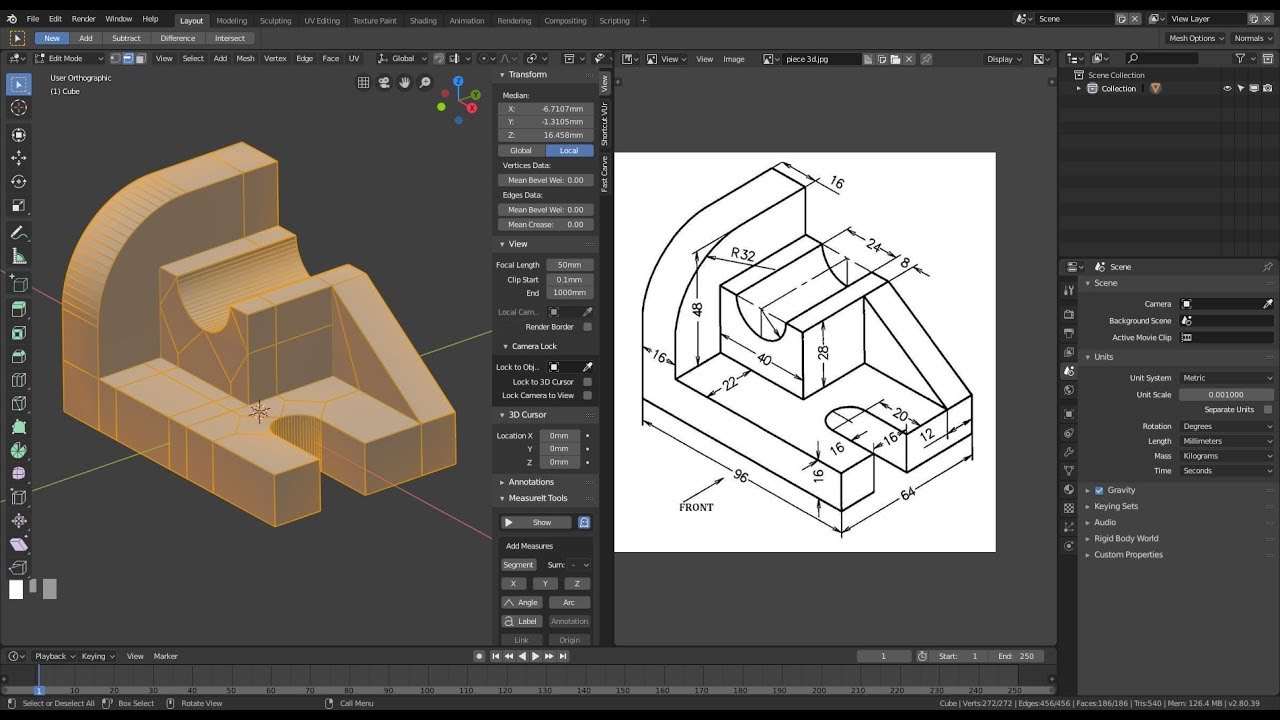 File Edit Render Window Help Layout Modeling Sculpting UV Editing Texture Paint Shading Animation Rendering Compositing Scripting + Scene View Layer
New Add Subtract Difference Intersect Mesh Options Normals
Edit Mode View Select Add Mesh Vertex Edge Face UV Global View View Image piece 3d.jpg Display
User Orthographic
(1) Cube
Z
Y
X
Transform
Median:
X: -6.7107mm
Y: -1.3105mm
Z: 16.458mm
Global Local
Vertices Data:
Mean Bevel Wei: 0.00
Edges Data:
Mean Bevel Wei: 0.00
Mean Crease: 0.00
View
Focal Length 50mm
Clip Start 0.1mm
End 1000mm
Local Cam..
Render Border
Camera Lock
Lock to Obj..
Lock to 3D Cursor
Lock Camera to View
3D Cursor
Location X 0mm
Y 0mm
Z 0mm
Annotations
MeasureIt Tools
Show
Add Measures
Segment Sum: -
X Y Z
Angle Arc
Label Annotation
Link Origin
View
Shortcut VUr
Fast Carve
16
24
R32
8
48
28
16
40
22
20
16
16
12
16
96
64
FRONT
Scene Collection
Collection
Scene
Scene
Camera
Background Scene
Active Movie Clip
Units
Unit System Metric
Unit Scale 0.001000
Separate Units
Rotation Degrees
Length Millimeters
Mass Kilograms
Time Seconds
Gravity
Keying Sets
Audio
Rigid Body World
Custom Properties
Playback Keying View Marker 1 Start: 1 End: 250
1 10 20 30 40 50 60 70 80 90 100 110 120 130 140 150 160 170 180 190 200 210 220 230 240 250
Select or Deselect All Box Select Rotate View Call Menu Cube | Verts:272/272 | Edges:456/456 | Faces:186/186 | Tris:540 | Mem: 126.4 MB | v2.80.39